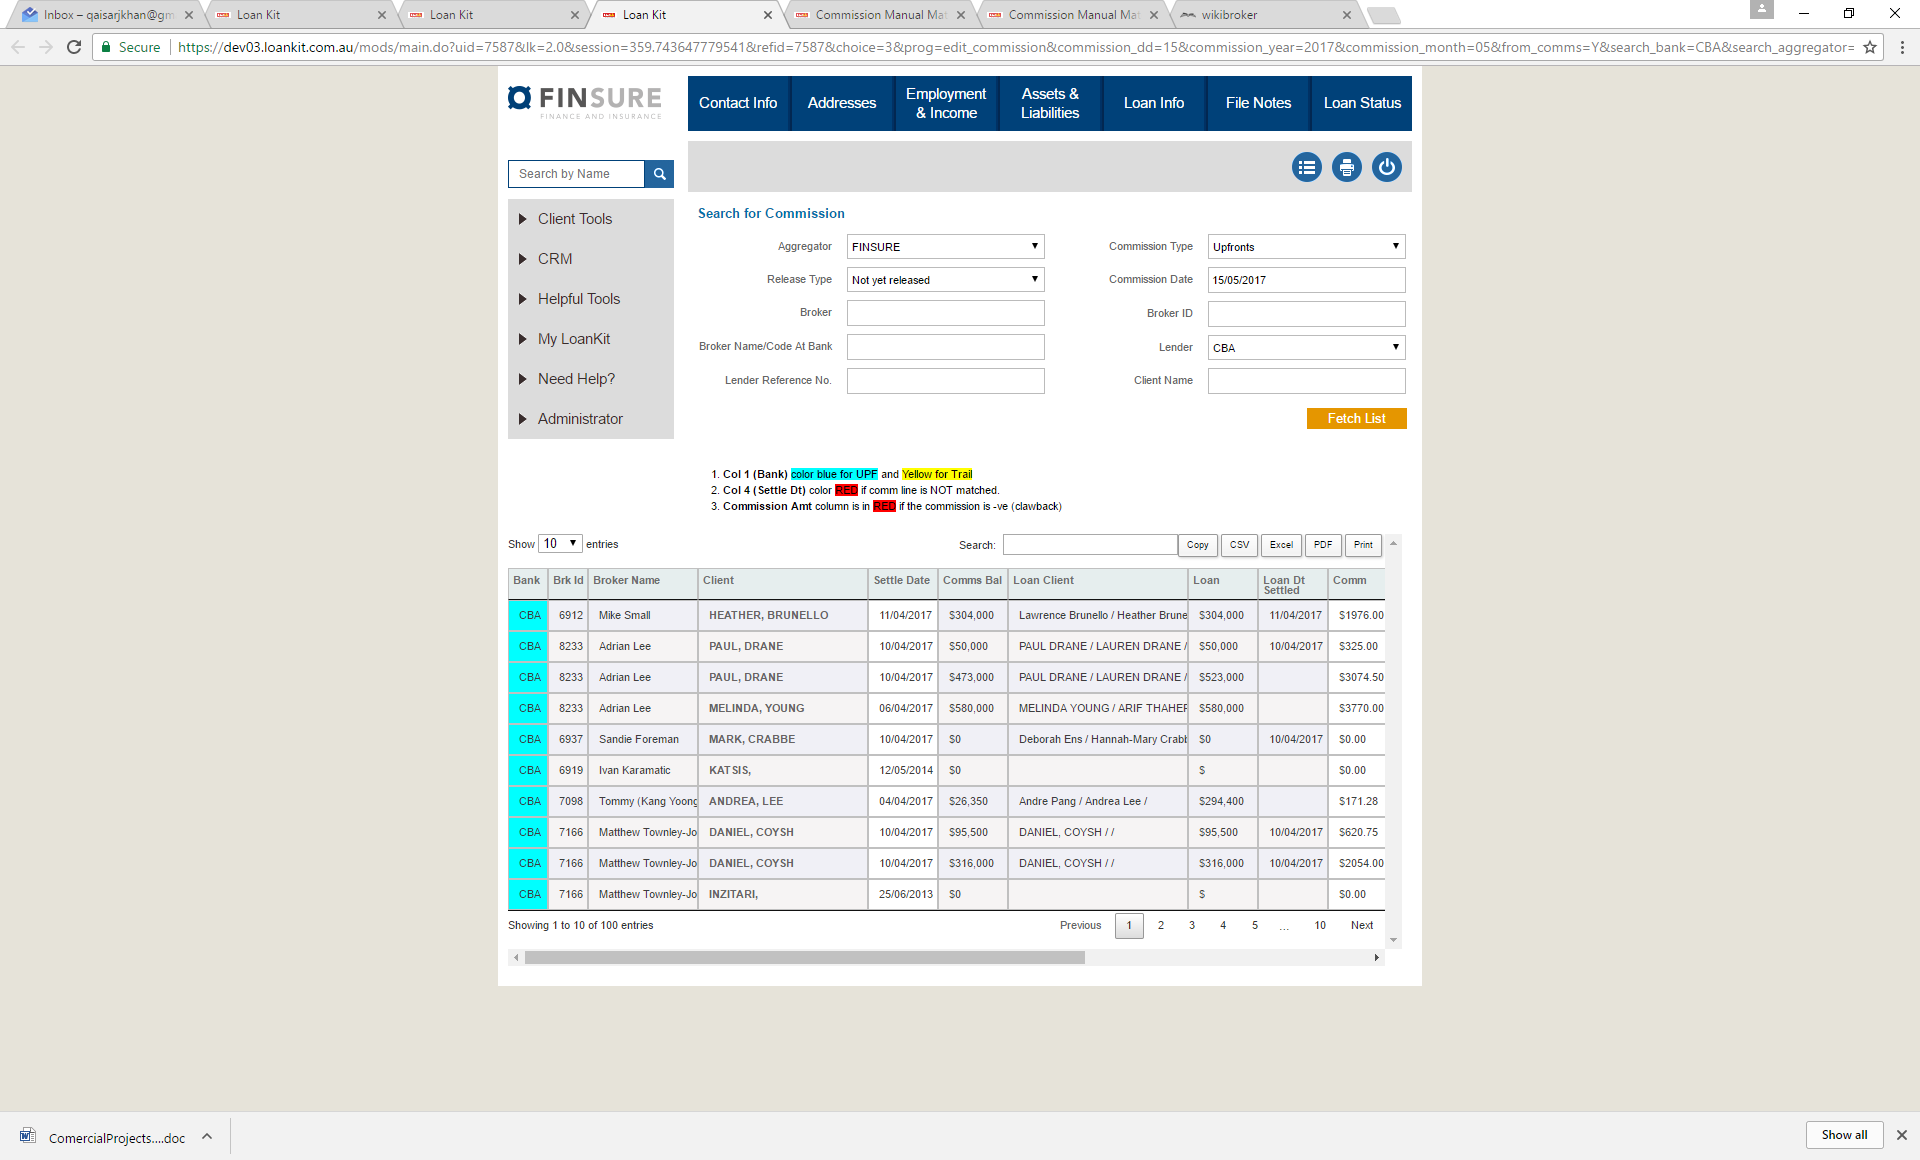 Inbox – qaisarjkhan@gm
Loan Kit
Loan Kit
Loan Kit
Commission Manual Mat
Commission Manual Mat
wikibroker
Secure https://dev03.loankit.com.au/mods/main.do?uid=7587&lk=2.0&session=359.743647779541&refid=7587&choice=3&prog=edit_commission&commission_dd=15&commission_year=2017&commission_month=05&from_comms=Y&search_bank=CBA&search_aggregator=
FINSURE
FINANCE AND INSURANCE
Contact Info
Addresses
Employment & Income
Assets & Liabilities
Loan Info
File Notes
Loan Status
Search by Name
Client Tools
CRM
Helpful Tools
My LoanKit
Need Help?
Administrator
Search for Commission
Aggregator FINSURE Commission Type Upfronts
Release Type Not yet released Commission Date 15/05/2017
Broker Broker ID
Broker Name/Code At Bank Lender CBA
Lender Reference No. Client Name
Fetch List
1. Col 1 (Bank) color blue for UPF and Yellow for Trail
2. Col 4 (Settle Dt) color RED if comm line is NOT matched.
3. Commission Amt column is in RED if the commission is -ve (clawback)
Show 10 entries Search: Copy CSV Excel PDF Print
Bank Brk Id Broker Name Client Settle Date Comms Bal Loan Client Loan Loan Dt Settled Comm
CBA 6912 Mike Small HEATHER, BRUNELLO 11/04/2017 $304,000 Lawrence Brunello / Heather Brune $304,000 11/04/2017 $1976.00
CBA 8233 Adrian Lee PAUL, DRANE 10/04/2017 $50,000 PAUL DRANE / LAUREN DRANE / $50,000 10/04/2017 $325.00
CBA 8233 Adrian Lee PAUL, DRANE 10/04/2017 $473,000 PAUL DRANE / LAUREN DRANE / $523,000 $3074.50
CBA 8233 Adrian Lee MELINDA, YOUNG 06/04/2017 $580,000 MELINDA YOUNG / ARIF THAHER $580,000 $3770.00
CBA 6937 Sandie Foreman MARK, CRABBE 10/04/2017 $0 Deborah Ens / Hannah-Mary Crabb $0 10/04/2017 $0.00
CBA 6919 Ivan Karamatic KATSIS, 12/05/2014 $0 $ $0.00
CBA 7098 Tommy (Kang Yoong ANDREA, LEE 04/04/2017 $26,350 Andre Pang / Andrea Lee / $294,400 $171.28
CBA 7166 Matthew Townley-Jo DANIEL, COYSH 10/04/2017 $95,500 DANIEL, COYSH / / $95,500 10/04/2017 $620.75
CBA 7166 Matthew Townley-Jo DANIEL, COYSH 10/04/2017 $316,000 DANIEL, COYSH / / $316,000 10/04/2017 $2054.00
CBA 7166 Matthew Townley-Jo INZITARI, 25/06/2013 $0 $ $0.00
Showing 1 to 10 of 100 entries Previous 1 2 3 4 5 … 10 Next
ComercialProjects....doc
Show all